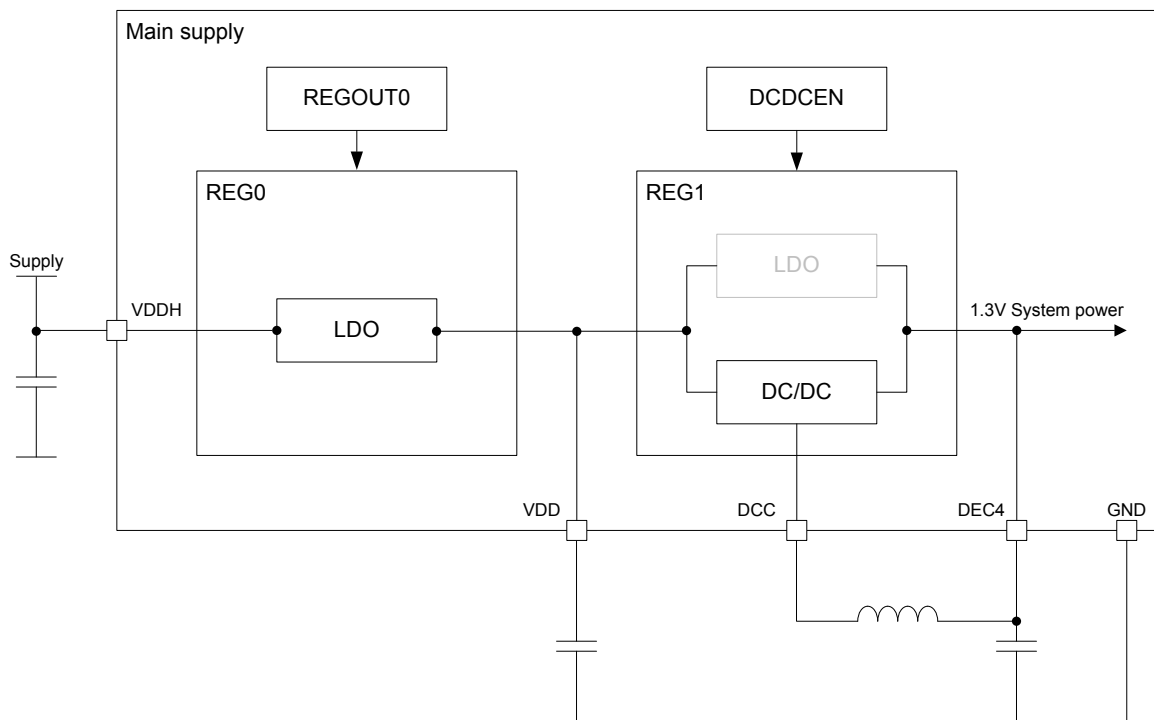 Main supply
REGOUT0
DCDCEN
REG0
REG1
LDO
Supply
VDDH
1.3V System power
LDO
DC/DC
VDD
DCC
DEC4
GND